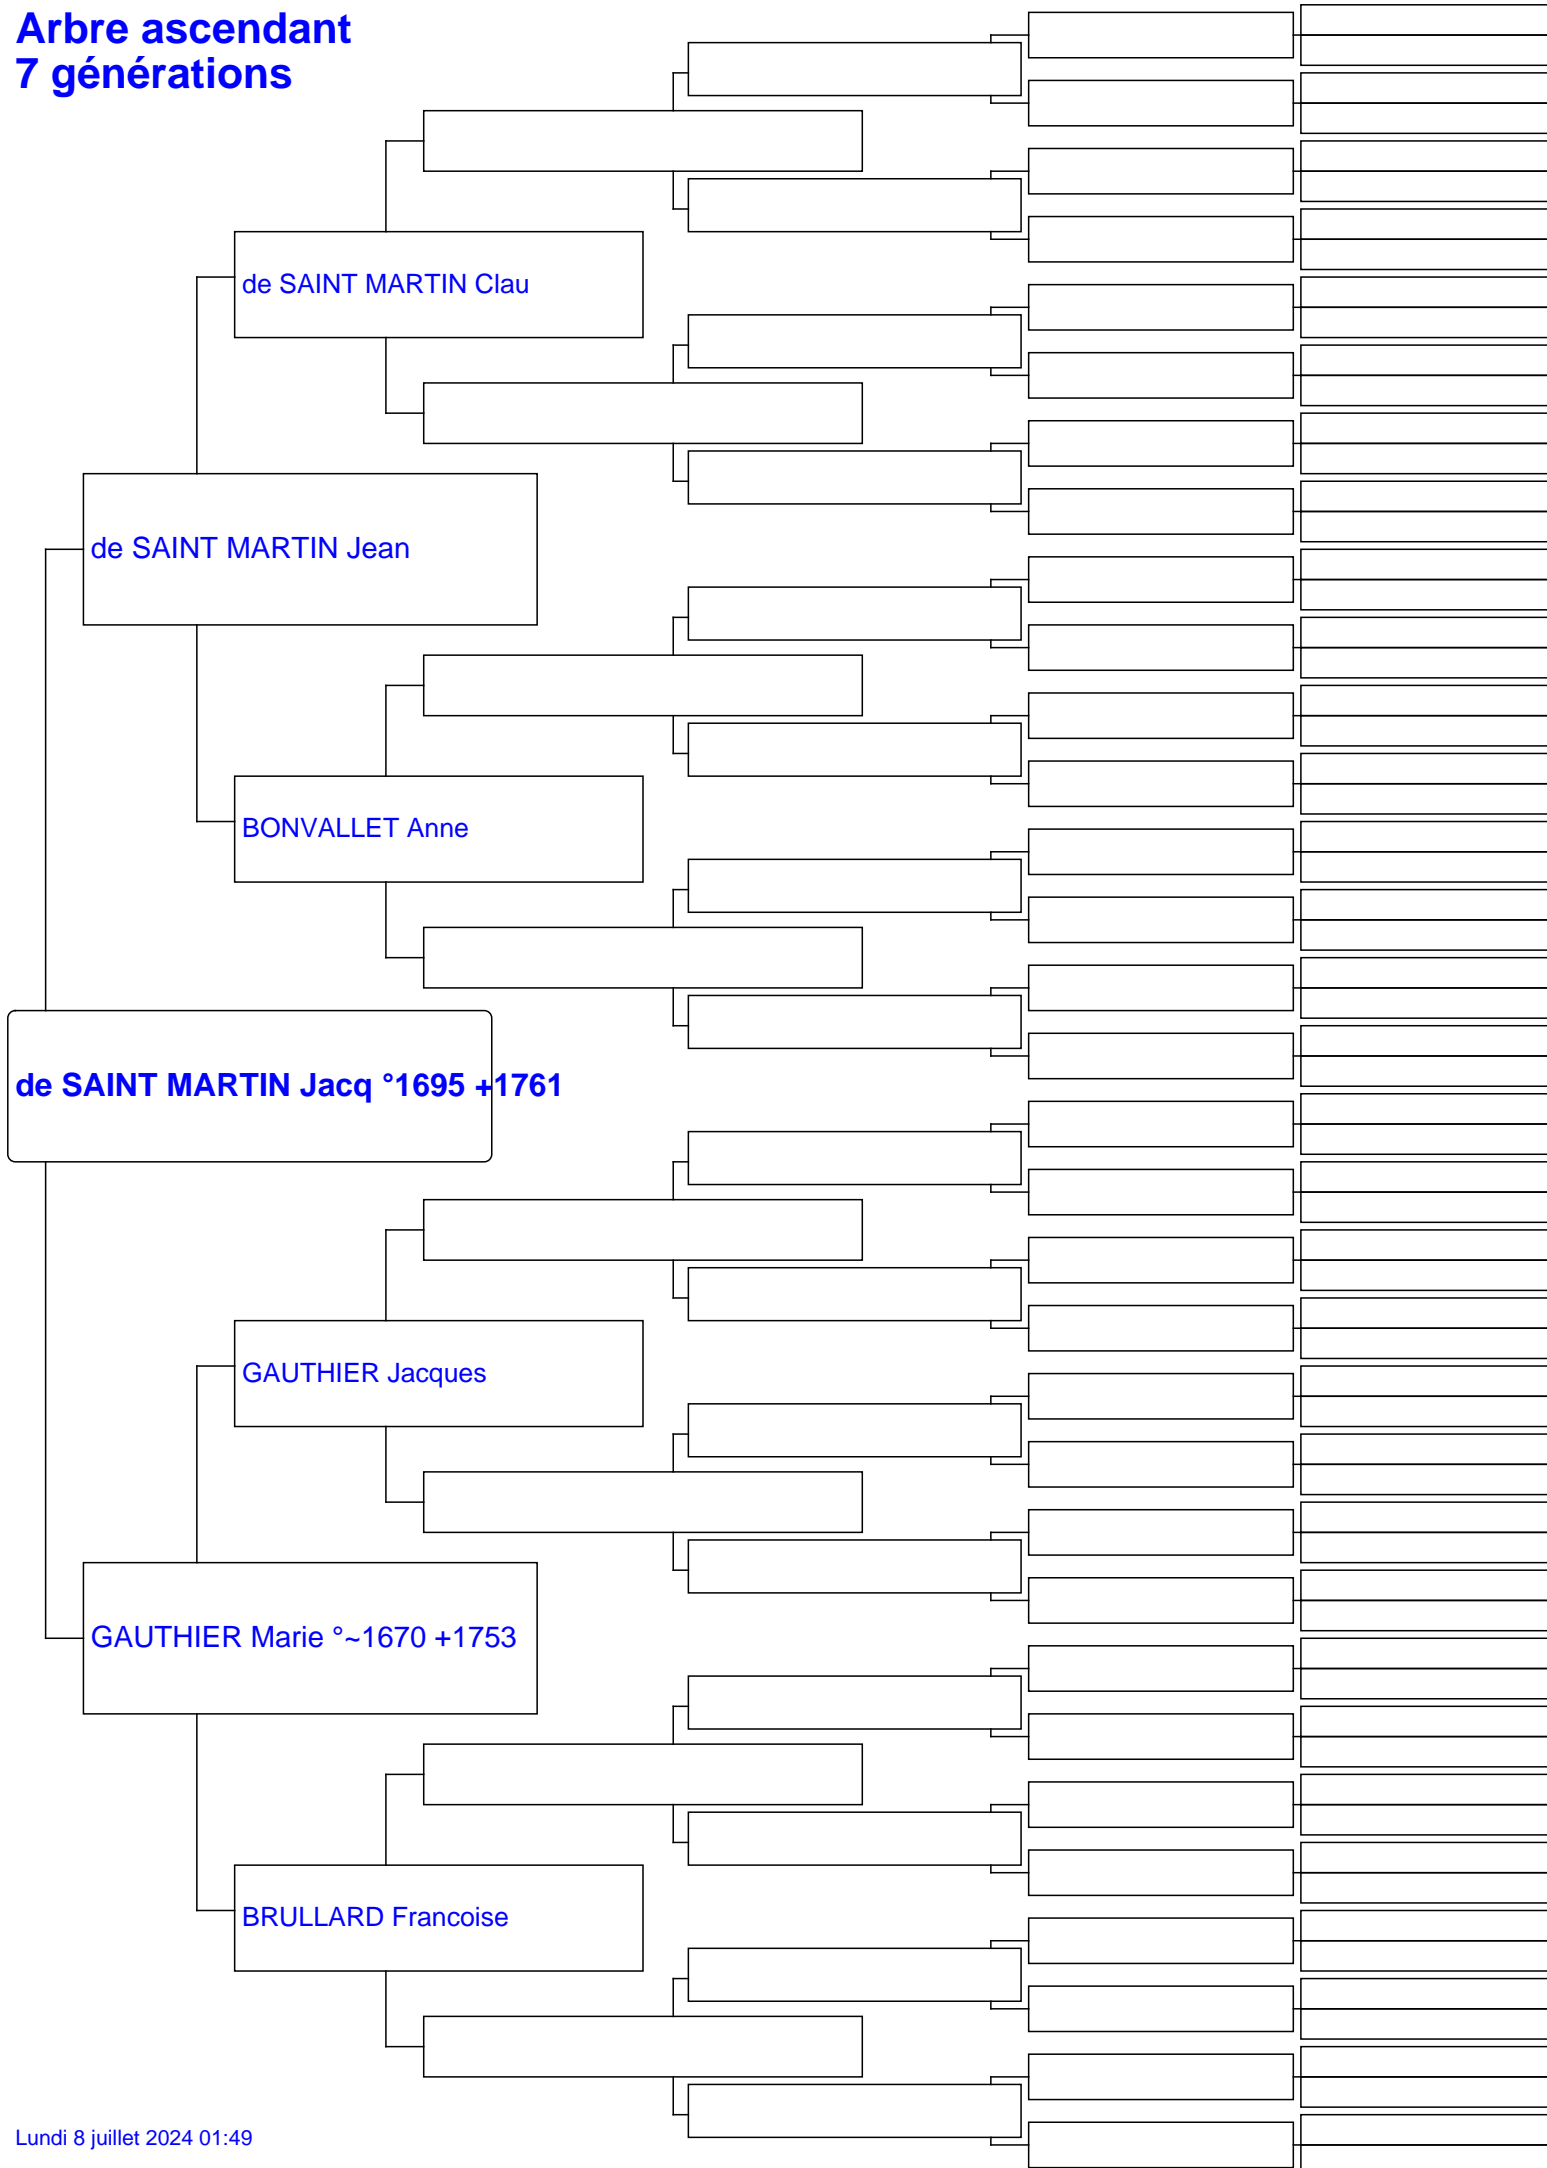 Arbre ascendant
7 générations
de SAINT MARTIN Clau
de SAINT MARTIN Jean
BONVALLET Anne
de SAINT MARTIN Jacq °1695 +1761
GAUTHIER Jacques
GAUTHIER Marie °~1670 +1753
BRULLARD Francoise
Lundi 8 juillet 2024 01:49